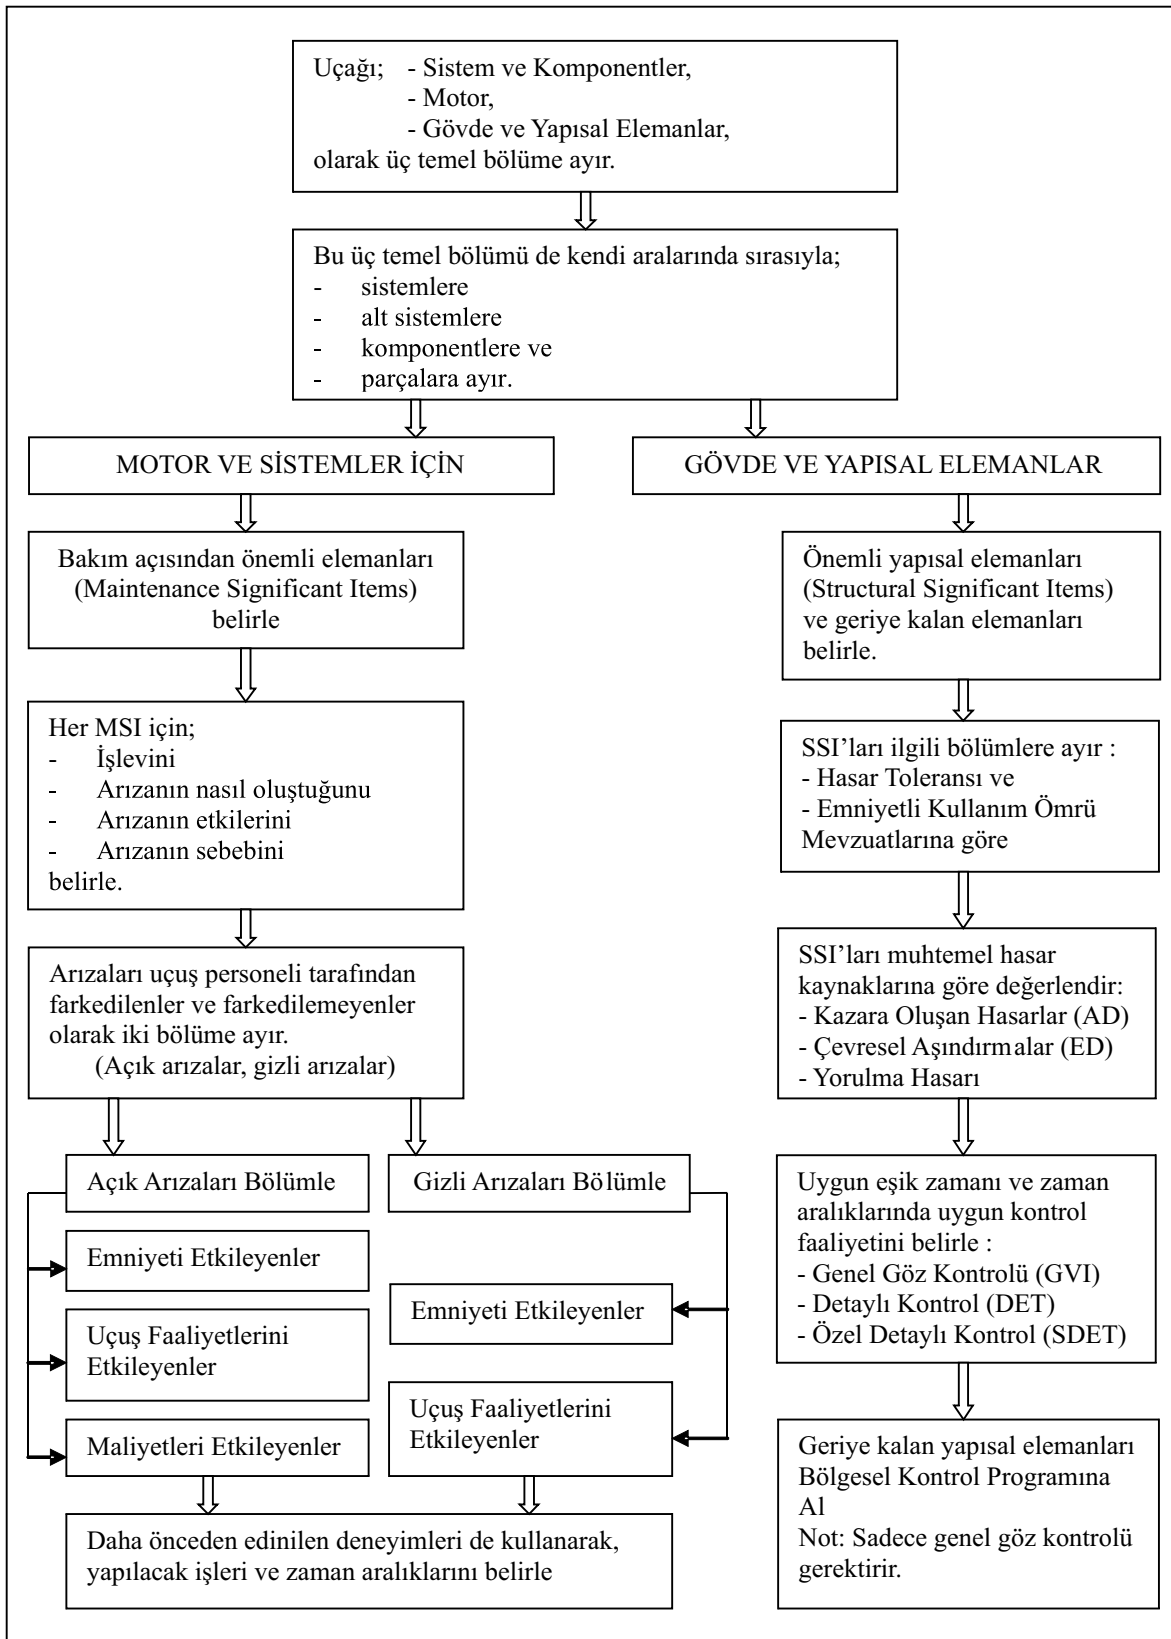 Uçağı; - Sistem ve Komponentler,
- Motor,
- Gövde ve Yapısal Elemanlar,
olarak üç temel bölüme ayır.
Bu üç temel bölümü de kendi aralarında sırasıyla;
- sistemlere
- alt sistemlere
- komponentlere ve
- parçalara ayır.
MOTOR VE SİSTEMLER İÇİN
Bakım açısından önemli elemanları
(Maintenance Significant Items)
belirle
Her MSI için;
- İşlevini
- Arızanın nasıl oluştuğunu
- Arızanın etkilerini
- Arızanın sebebini
belirle.
Arızaları uçuş personeli tarafından
farkedilenler ve farkedilemeyenler
olarak iki bölüme ayır.
(Açık arızalar, gizli arızalar)
Açık Arızaları Bölümle
Emniyeti Etkileyenler
Uçuş Faaliyetlerini
Etkileyenler
Maliyetleri Etkileyenler
Gizli Arızaları Bölümle
Emniyeti Etkileyenler
Uçuş Faaliyetlerini
Etkileyenler
Daha önceden edinilen deneyimleri de kullanarak,
yapılacak işleri ve zaman aralıklarını belirle
GÖVDE VE YAPISAL ELEMANLAR
Önemli yapısal elemanları
(Structural Significant Items)
ve geriye kalan elemanları
belirle.
SSI’ları ilgili bölümlere ayır :
- Hasar Toleransı ve
- Emniyetli Kullanım Ömrü
Mevzuatlarına göre
SSI’ları muhtemel hasar
kaynaklarına göre değerlendir:
- Kazara Oluşan Hasarlar (AD)
- Çevresel Aşındırmalar (ED)
- Yorulma Hasarı
Uygun eşik zamanı ve zaman
aralıklarında uygun kontrol
faaliyetini belirle :
- Genel Göz Kontrolü (GVI)
- Detaylı Kontrol (DET)
- Özel Detaylı Kontrol (SDET)
Geriye kalan yapısal elemanları
Bölgesel Kontrol Programına
Al
Not: Sadece genel göz kontrolü
gerektirir.